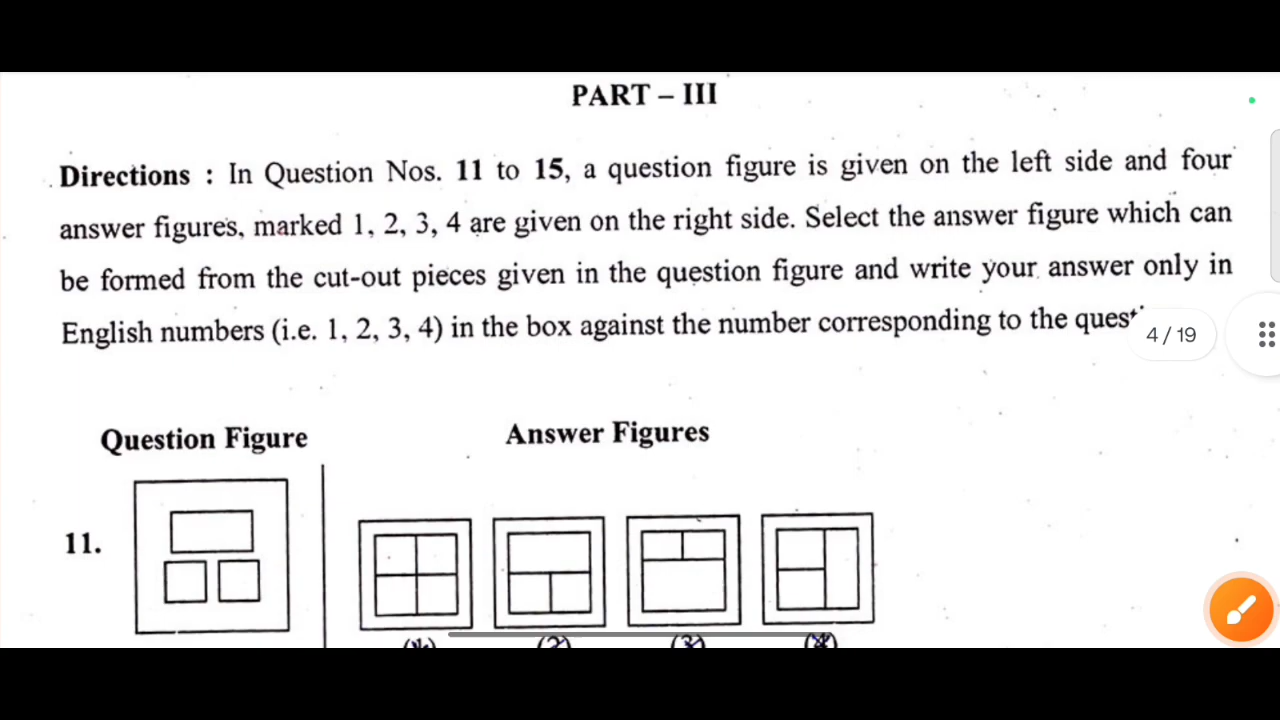 PART – III
Directions : In Question Nos. 11 to 15, a question figure is given on the left side and four
answer figures, marked 1, 2, 3, 4 are given on the right side. Select the answer figure which can
be formed from the cut-out pieces given in the question figure and write your answer only in
English numbers (i.e. 1, 2, 3, 4) in the box against the number corresponding to the
4 / 19
Question Figure Answer Figures
11.
(2) (3)